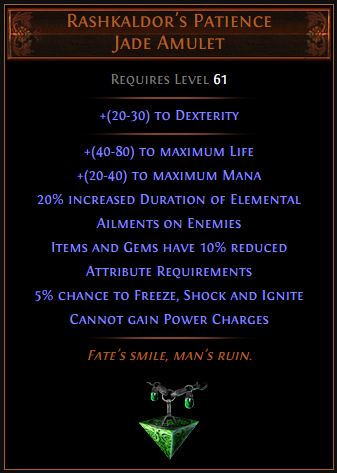 Rashkaldor's Patience
Jade Amulet
Requires Level 61
+(20-30) to Dexterity
+(40-80) to maximum Life
+(20-40) to maximum Mana
20% increased Duration of Elemental
Ailments on Enemies
Items and Gems have 10% reduced
Attribute Requirements
5% chance to Freeze, Shock and Ignite
Cannot gain Power Charges
Fate's smile, man's ruin.